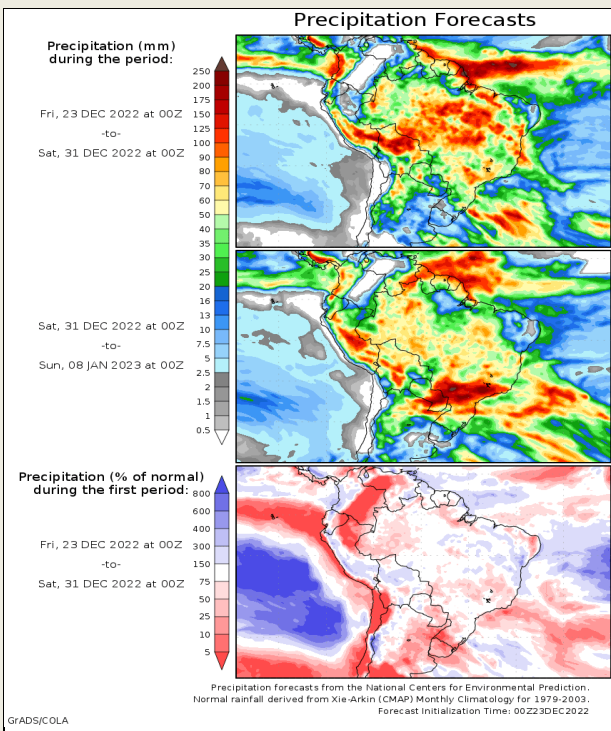 Precipitation Forecasts
Precipitation (mm)
during the period:
Fri, 23 DEC 2022 at 00Z
-to-
Sat, 31 DEC 2022 at 00Z
250
200
175
150
125
100
90
80
70
60
50
40
35
30
25
20
16
13
10
7.5
5
2.5
2
1.5
1
0.5
Sat, 31 DEC 2022 at 00Z
-to-
Sun, 08 JAN 2023 at 00Z
Precipitation (% of normal)
during the first period:
Fri, 23 DEC 2022 at 00Z
-to-
Sat, 31 DEC 2022 at 00Z
800
600
400
300
150
75
50
25
10
5
Precipitation forecasts from the National Centers for Environmental Prediction.
Normal rainfall derived from Xie-Arkin (CMAP) Monthly Climatology for 1979-2003.
Forecast Initialization Time: 00Z23DEC2022
GrADS/COLA